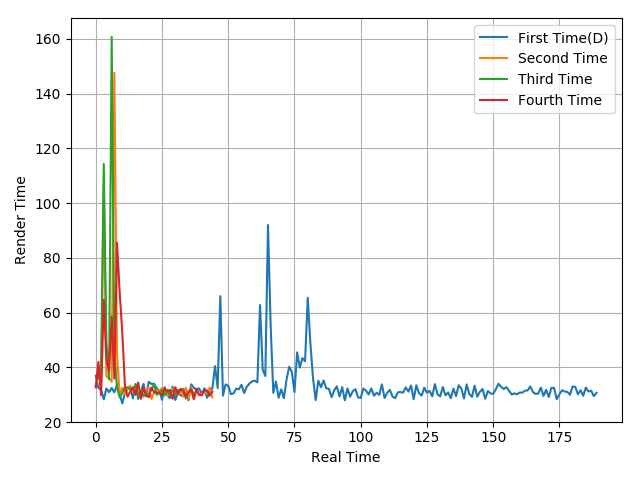 First Time(D)
Second Time
Third Time
Fourth Time
Render Time
160
140
120
100
80
60
40
20
0
25
50
75
100
125
150
175
Real Time